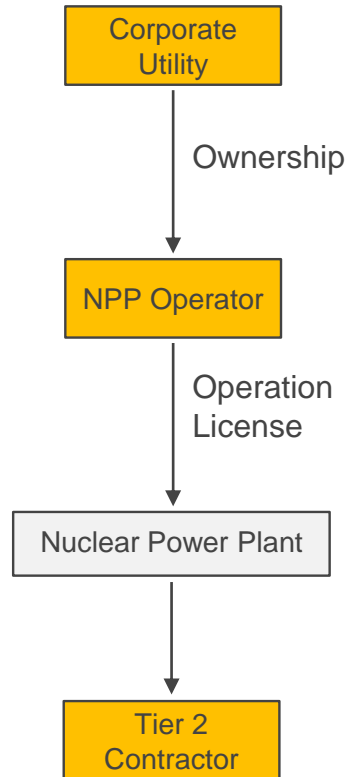 Corporate
Utility
Ownership
NPP Operator
Operation
License
Nuclear Power Plant
Tier 2
Contractor